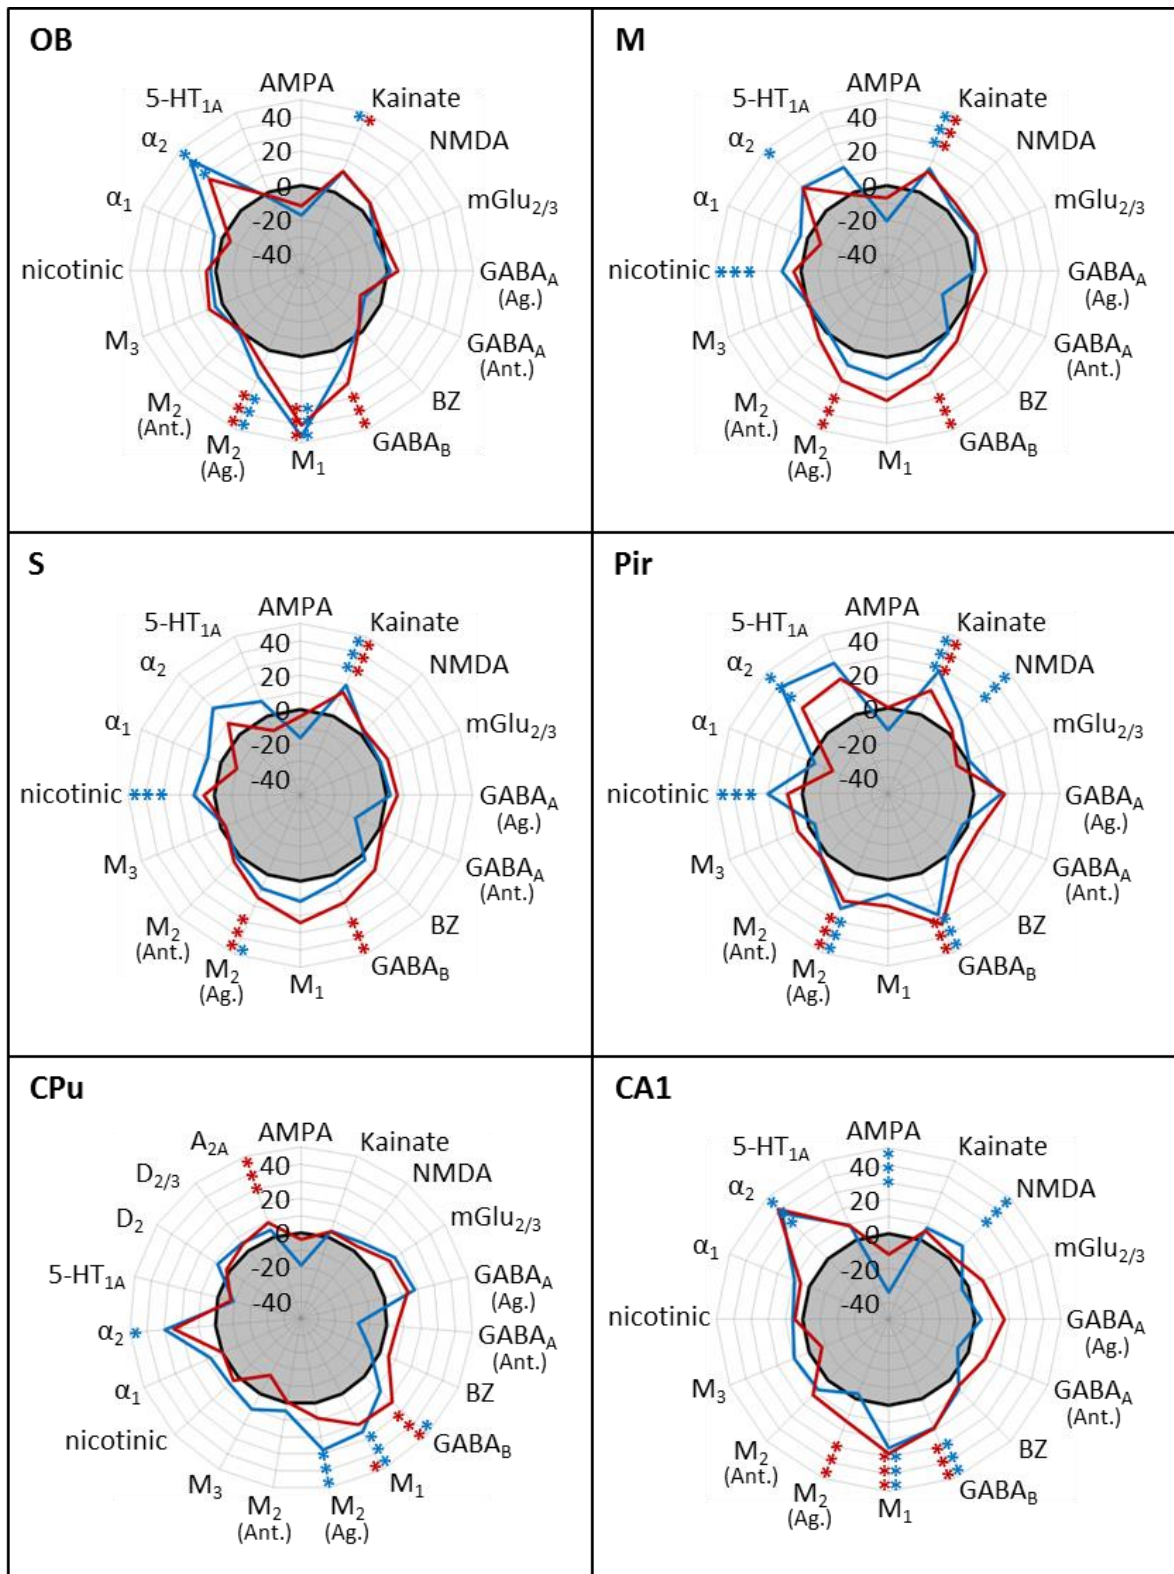 OB
AMPA
5-HT1A
Kainate
α2
NMDA
α1
mGlu2/3
nicotinic
GABAA
(Ag.)
M3
GABAA
(Ant.)
M2
(Ant.)
BZ
M2
(Ag.)
GABAB
M1
40
20
0
-20
-40
M
AMPA
5-HT1A
Kainate
α2
NMDA
α1
mGlu2/3
nicotinic
GABAA
(Ag.)
M3
GABAA
(Ant.)
M2
(Ant.)
BZ
M2
(Ag.)
GABAB
M1
40
20
0
-20
-40
S
AMPA
5-HT1A
Kainate
α2
NMDA
α1
mGlu2/3
nicotinic
GABAA
(Ag.)
M3
GABAA
(Ant.)
M2
(Ant.)
BZ
M2
(Ag.)
GABAB
M1
40
20
0
-20
-40
Pir
AMPA
5-HT1A
Kainate
α2
NMDA
α1
mGlu2/3
nicotinic
GABAA
(Ag.)
M3
GABAA
(Ant.)
M2
(Ant.)
BZ
M2
(Ag.)
GABAB
M1
40
20
0
-20
-40
CPu
AMPA
A2A
Kainate
D2/3
NMDA
D2
mGlu2/3
5-HT1A
GABAA
(Ag.)
α2
GABAA
(Ant.)
α1
BZ
nicotinic
GABAB
M3
M1
M2
(Ant.)
M2
(Ag.)
40
20
0
-20
-40
CA1
AMPA
5-HT1A
Kainate
α2
NMDA
α1
mGlu2/3
nicotinic
GABAA
(Ag.)
M3
GABAA
(Ant.)
M2
(Ant.)
BZ
M2
(Ag.)
GABAB
M1
40
20
0
-20
-40